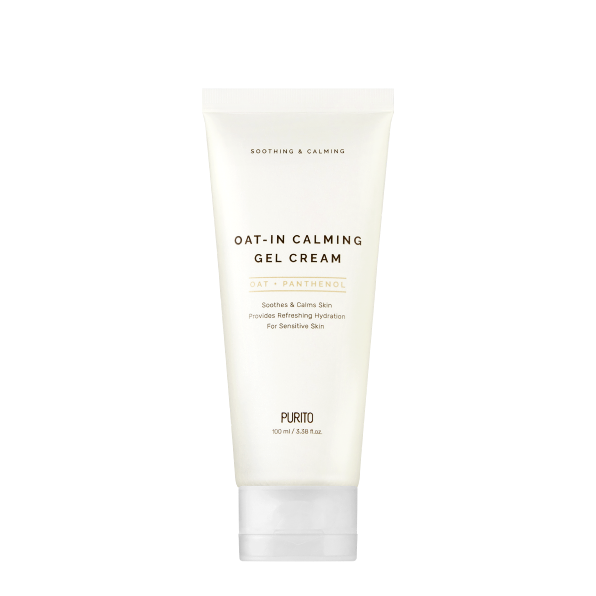 SOOTHING & CALMING
OAT-IN CALMING
GEL CREAM
OAT + PANTHENOL
Soothes & Calms Skin
Provides Refreshing Hydration
For Sensitive Skin
PURITO
100 ml / 3.38 fl.oz.